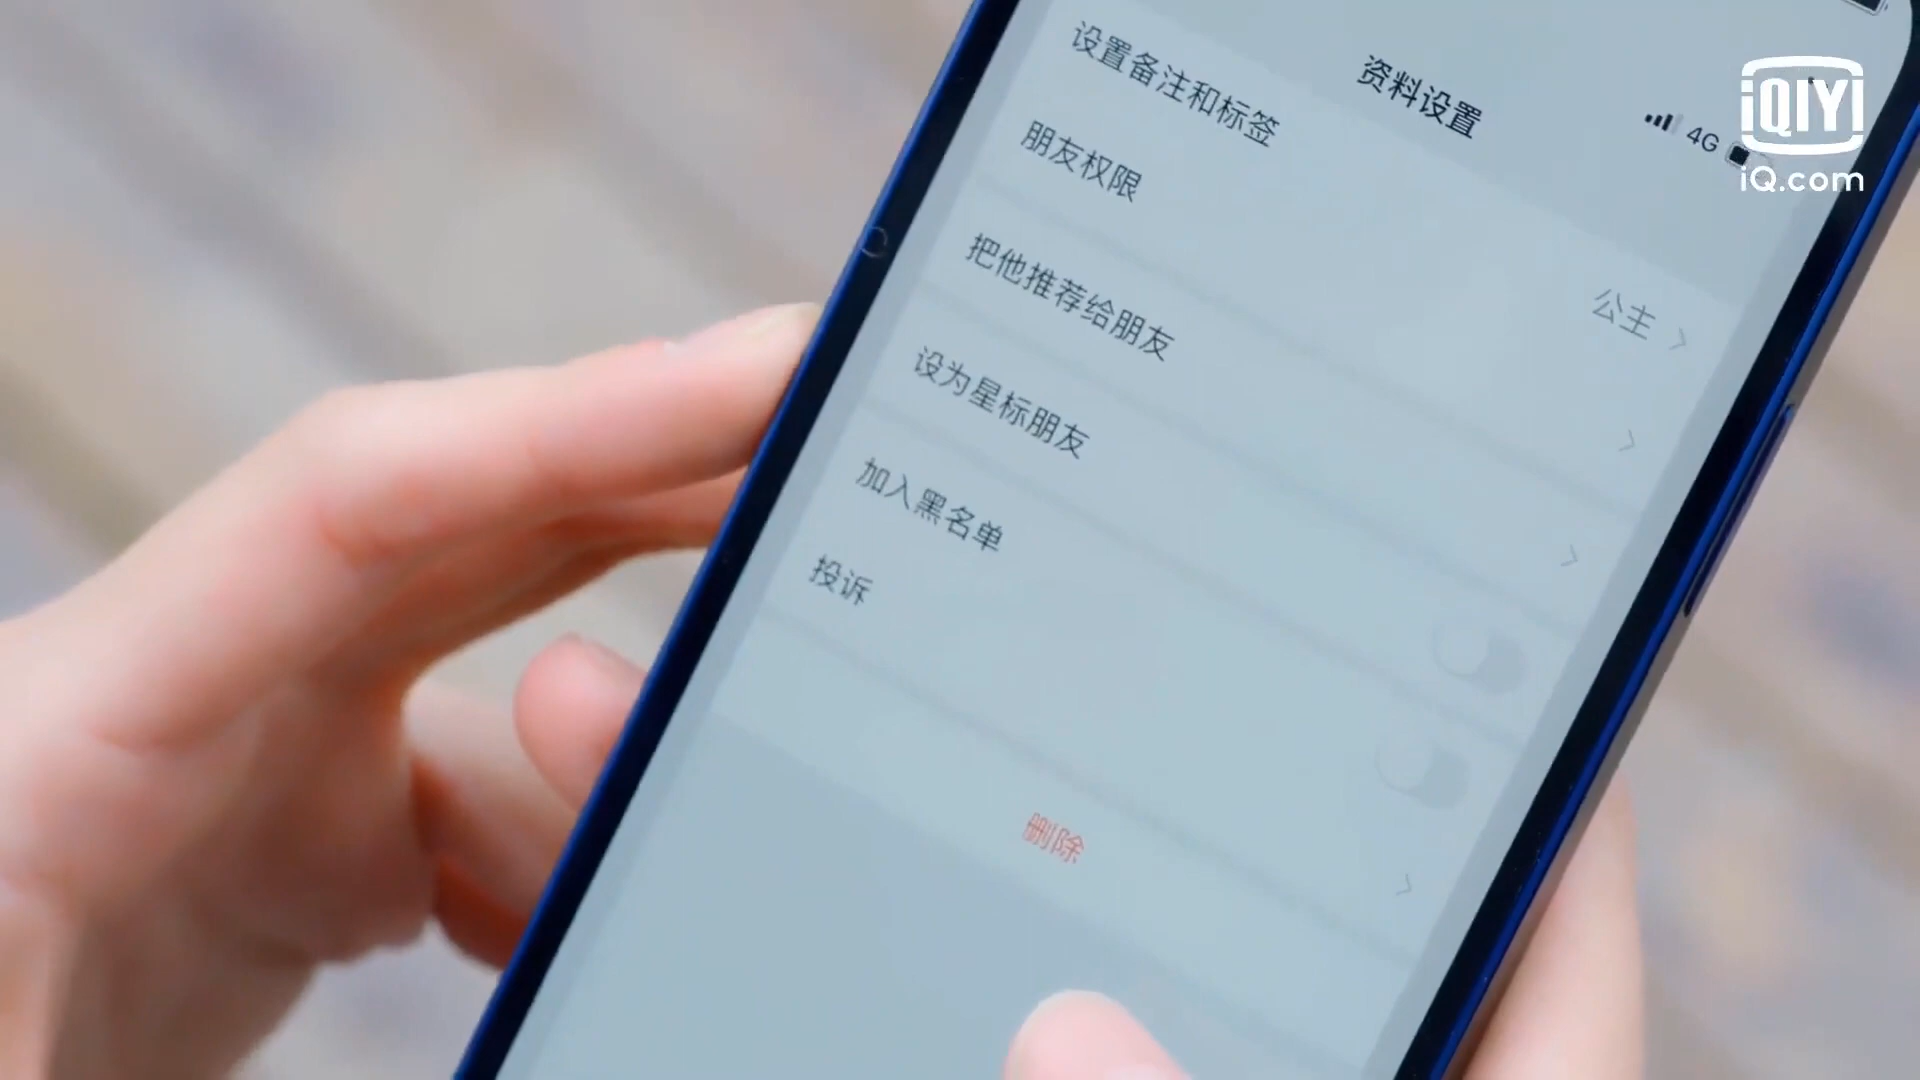 资料设置
4G
设置备注和标签
公主
朋友权限
把他推荐给朋友
设为星标朋友
加入黑名单
投诉
删除
iQIYI
iQ.com